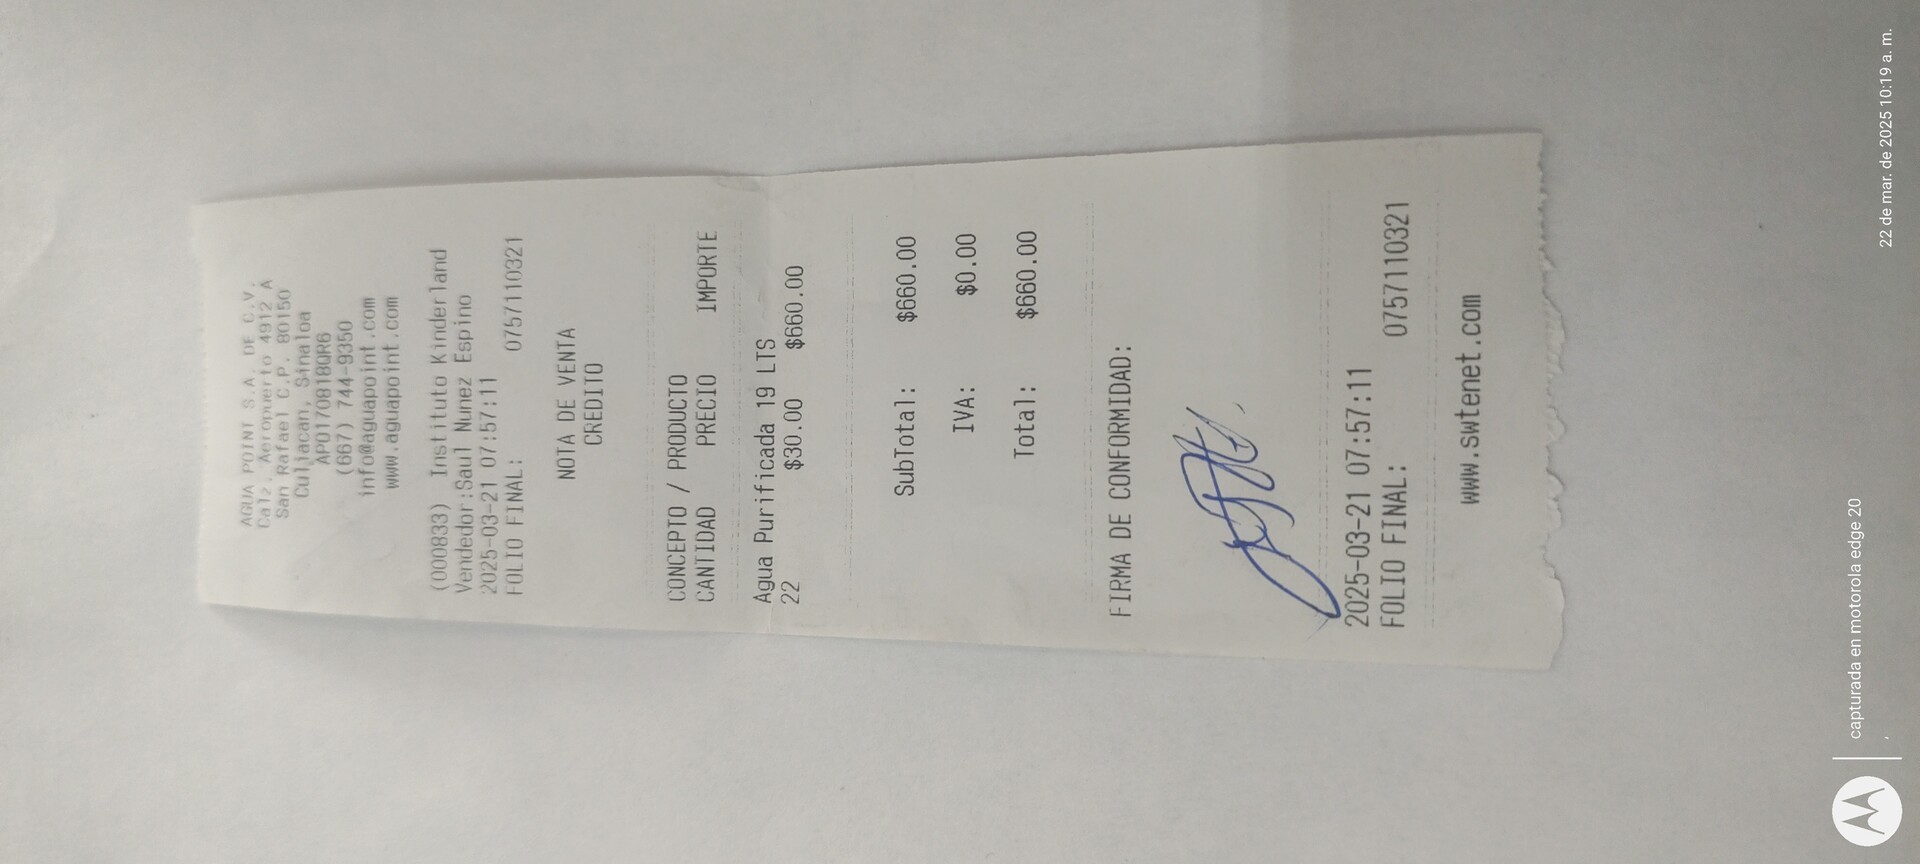 AGUA POINT S.A. DE C.V.
Calz. Aeropuerto 4912 A
San Rafael C.P. 80150
Culiacan, Sinaloa
APO170818QR6
(667) 744-9350
info@aguapoint.com
www.aguapoint.com
(000833) Instituto Kinderland
Vendedor:Saul Nunez Espino
2025-03-21 07:57:11
FOLIO FINAL: 0757110321
NOTA DE VENTA
CREDITO
CONCEPTO / PRODUCTO
CANTIDAD PRECIO IMPORTE
Agua Purificada 19 LTS
22 $30.00 $660.00
SubTotal: $660.00
IVA: $0.00
Total: $660.00
FIRMA DE CONFORMIDAD:
2025-03-21 07:57:11
FOLIO FINAL: 0757110321
www.swtenet.com
capturada en motorola edge 20
22 de mar. de 2025 10:19 a. m.